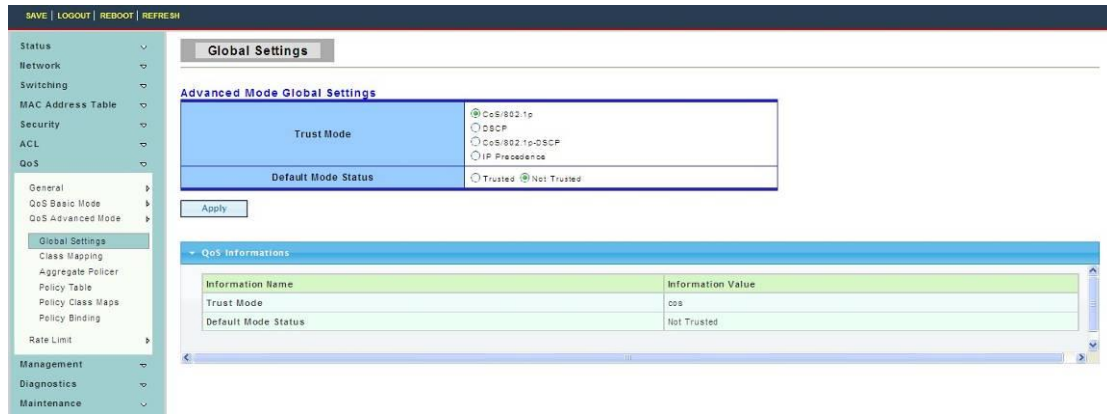 SAVE | LOGOUT | REBOOT | REFRESH
Status
Network
Switching
MAC Address Table
Security
ACL
QoS
General
QoS Basic Mode
QoS Advanced Mode
Global Settings
Class Mapping
Aggregate Policer
Policy Table
Policy Class Maps
Policy Binding
Rate Limit
Management
Diagnostics
Maintenance
Global Settings
Advanced Mode Global Settings
Trust Mode
CoS/802.1p
DSCP
CoS/802.1p-DSCP
IP Precedence
Default Mode Status
Trusted Not Trusted
Apply
QoS Informations
Information Name Information Value
Trust Mode cos
Default Mode Status Not Trusted